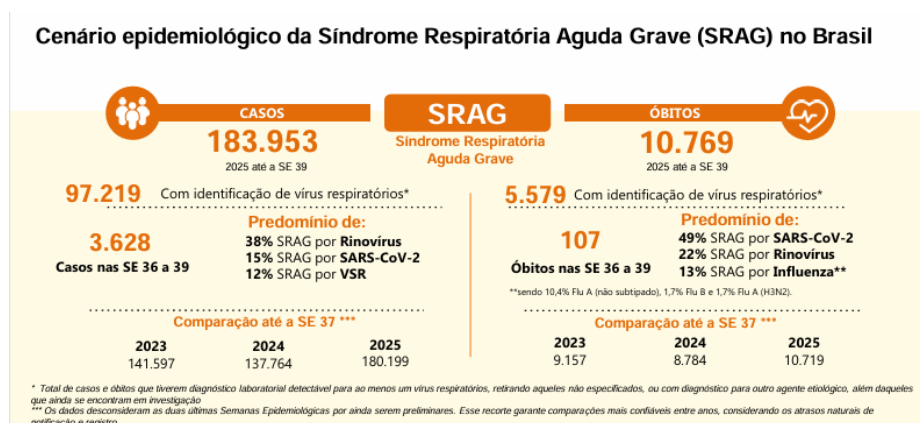 Cenário epidemiológico da Síndrome Respiratória Aguda Grave (SRAG) no Brasil
CASOS
183.953
2025 até a SE 39
SRAG
Síndrome Respiratória
Aguda Grave
ÓBITOS
10.769
2025 até a SE 39
97.219 Com identificação de vírus respiratórios*
3.628
Casos nas SE 36 a 39
Predomínio de:
38% SRAG por Rinovírus
15% SRAG por SARS-CoV-2
12% SRAG por VSR
Comparação até a SE 37 ***
2023 2024 2025
141.597 137.764 180.199
5.579 Com identificação de vírus respiratórios*
107
Óbitos nas SE 36 a 39
Predomínio de:
49% SRAG por SARS-CoV-2
22% SRAG por Rinovírus
13% SRAG por Influenza**
**sendo 10,4% Flu A (não subtipado), 1,7% Flu B e 1,7% Flu A (H3N2).
Comparação até a SE 37 ***
2023 2024 2025
9.157 8.784 10.719
* Total de casos e óbitos que tiverem diagnóstico laboratorial detectável para ao menos um vírus respiratórios, retirando aqueles não especificados, ou com diagnóstico para outro agente etiológico, além daqueles
que ainda se encontram em investigação
*** Os dados desconsideram as duas últimas Semanas Epidemiológicas por ainda serem preliminares. Esse recorte garante comparações mais confiáveis entre anos, considerando os atrasos naturais de
notificação e registro